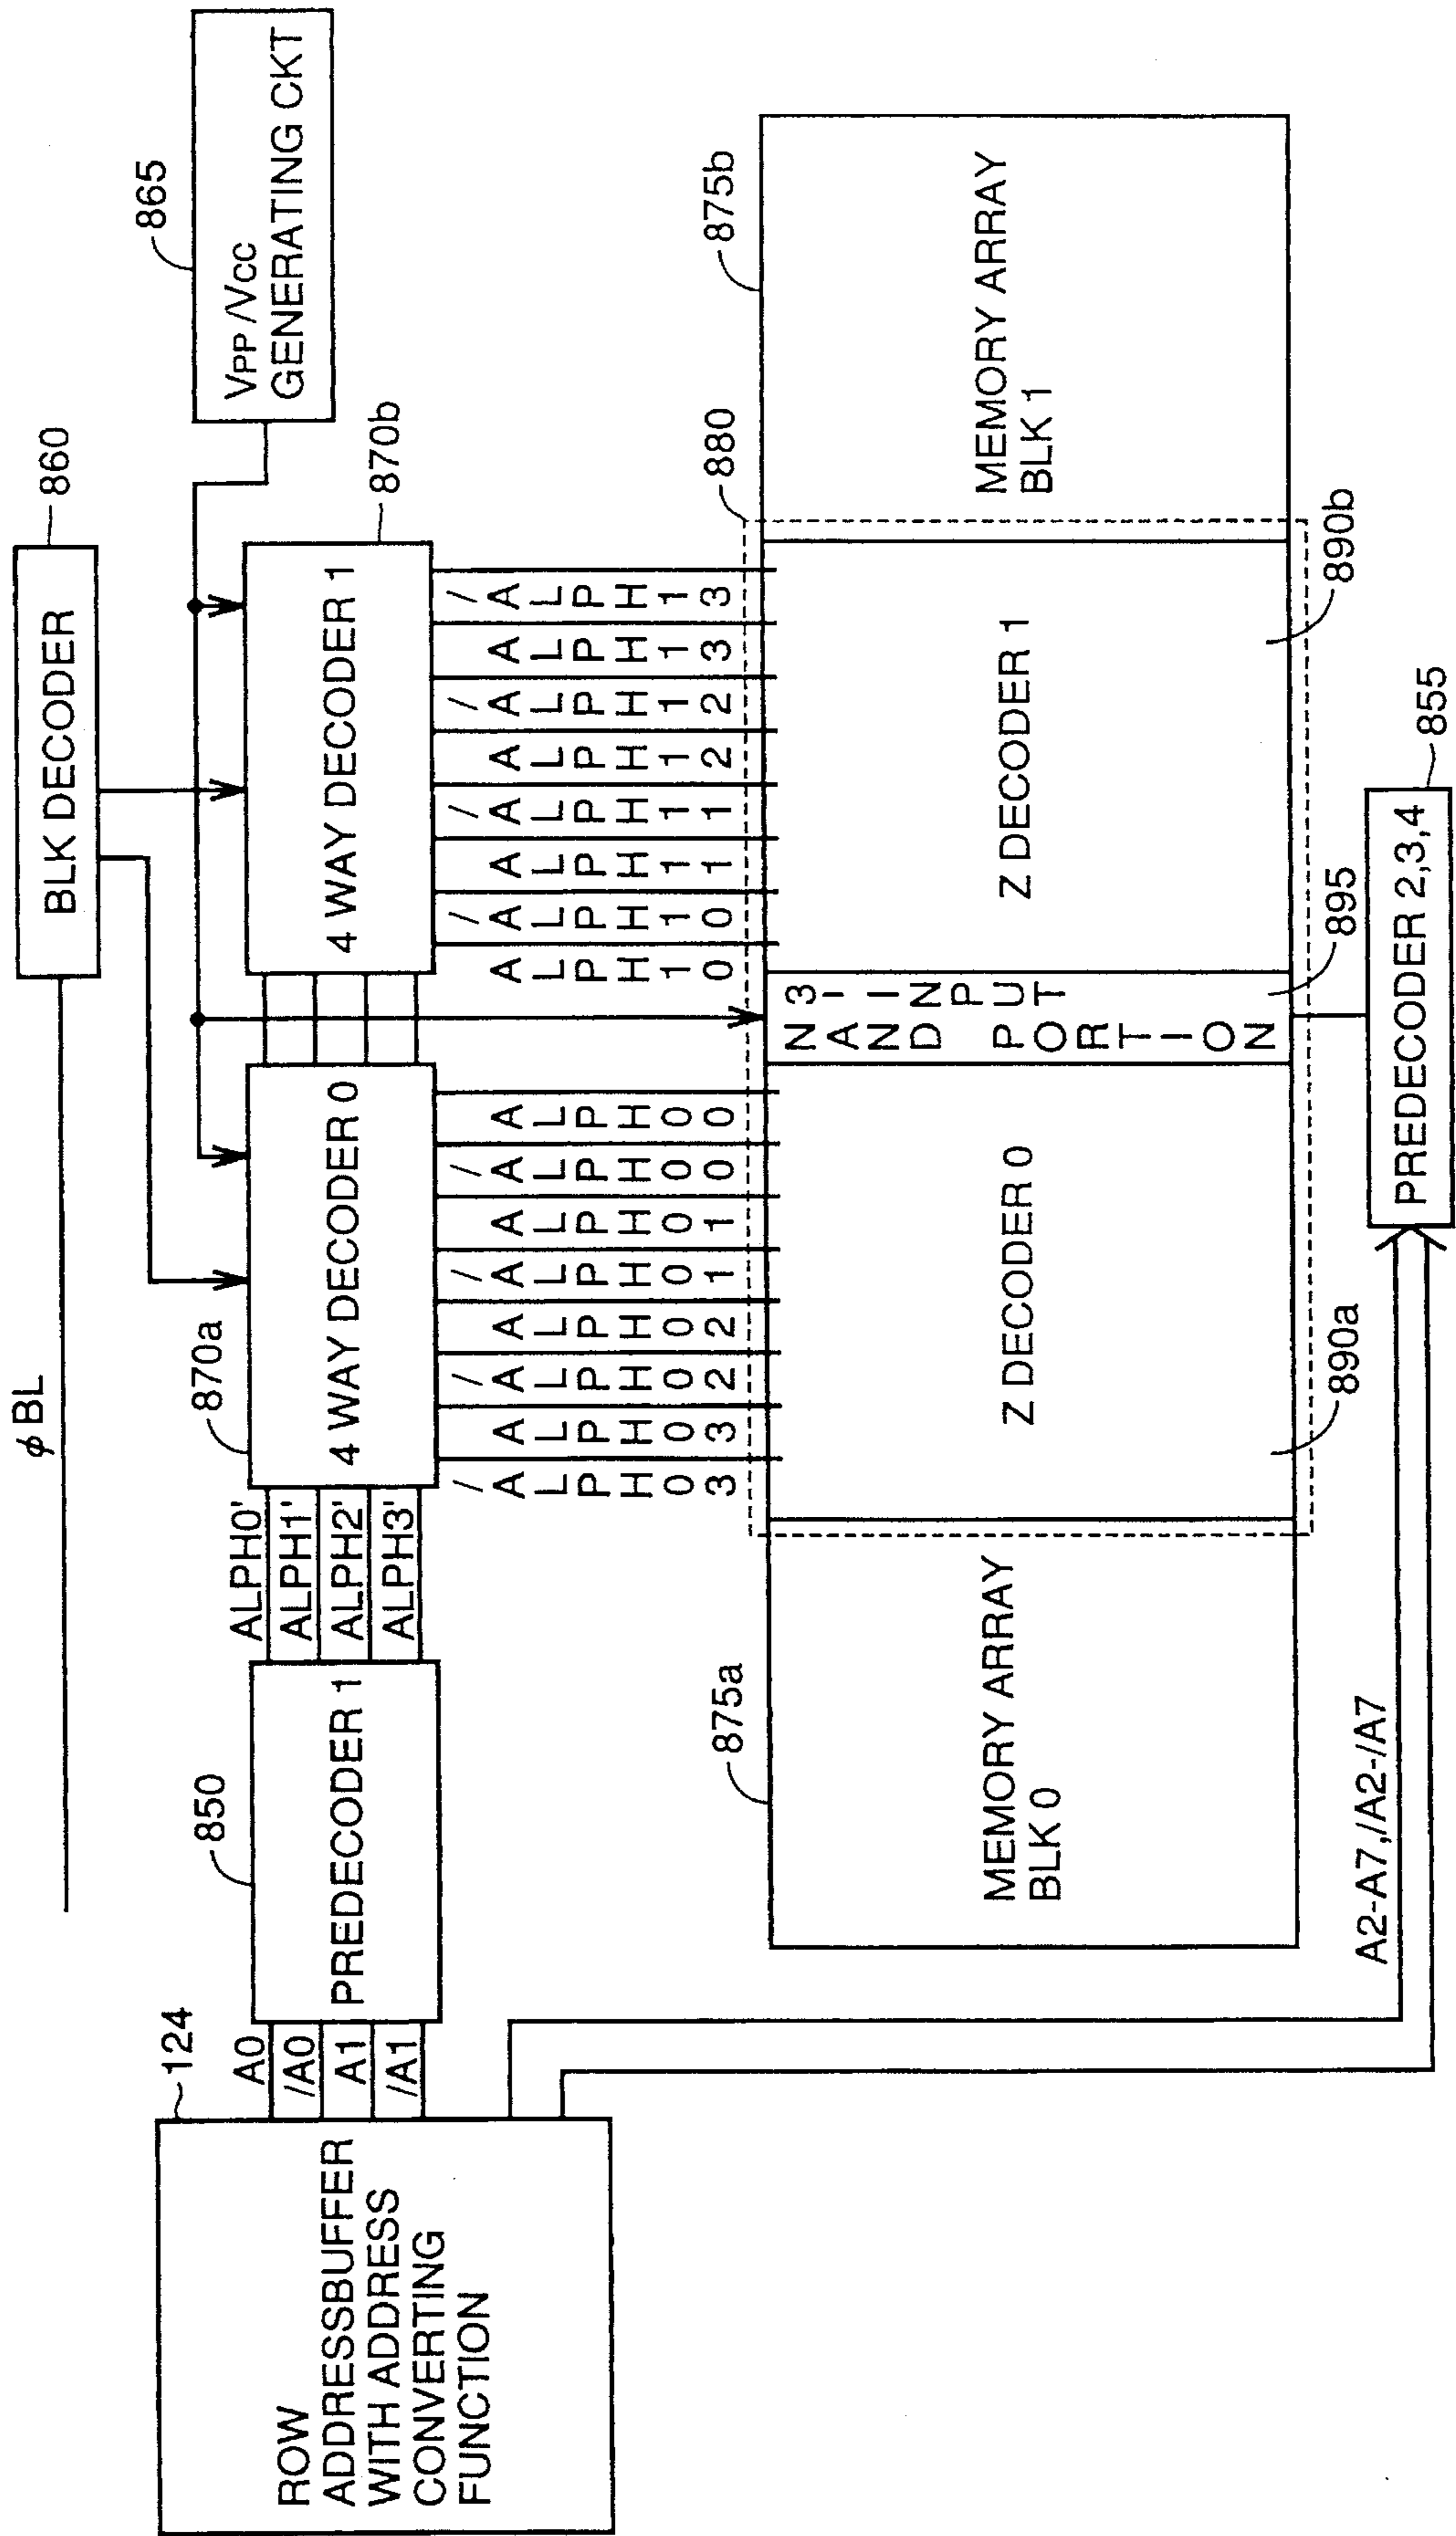 φBL
BLK DECODER
860
VPP/VCC
GENERATING CKT
865
124
ROW
ADDRESSBUFFER
WITH ADDRESS
CONVERTING
FUNCTION
A0
/A0
A1
/A1
850
PREDECODER 1
ALPH0'
ALPH1'
ALPH2'
ALPH3'
870a
4 WAY DECODER 0
870b
4 WAY DECODER 1
/ALPH03
ALPH03
/ALPH02
ALPH02
/ALPH01
ALPH01
/ALPH00
ALPH00
ALPH10
/ALPH10
ALPH11
/ALPH11
ALPH12
/ALPH12
ALPH13
/ALPH13
875a
MEMORY ARRAY
BLK 0
Z DECODER 0
890a
3-INPUT
NAND PORTION
895
Z DECODER 1
890b
880
875b
MEMORY ARRAY
BLK 1
A2-A7,/A2-/A7
PREDECODER 2,3,4
855